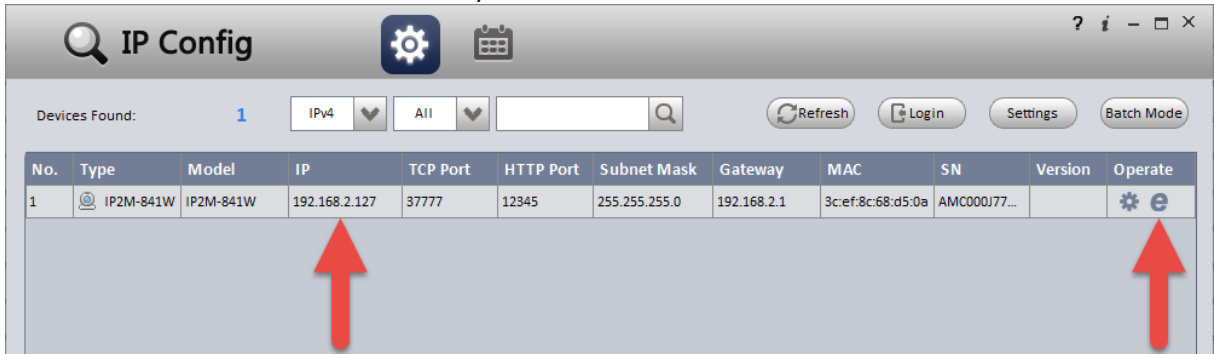 IP Config
? i
Devices Found: 1 IPv4 All Refresh Login Settings Batch Mode
No. Type Model IP TCP Port HTTP Port Subnet Mask Gateway MAC SN Version Operate
1 IP2M-841W IP2M-841W 192.168.2.127 37777 12345 255.255.255.0 192.168.2.1 3c:ef:8c:68:d5:0a AMC000J77...